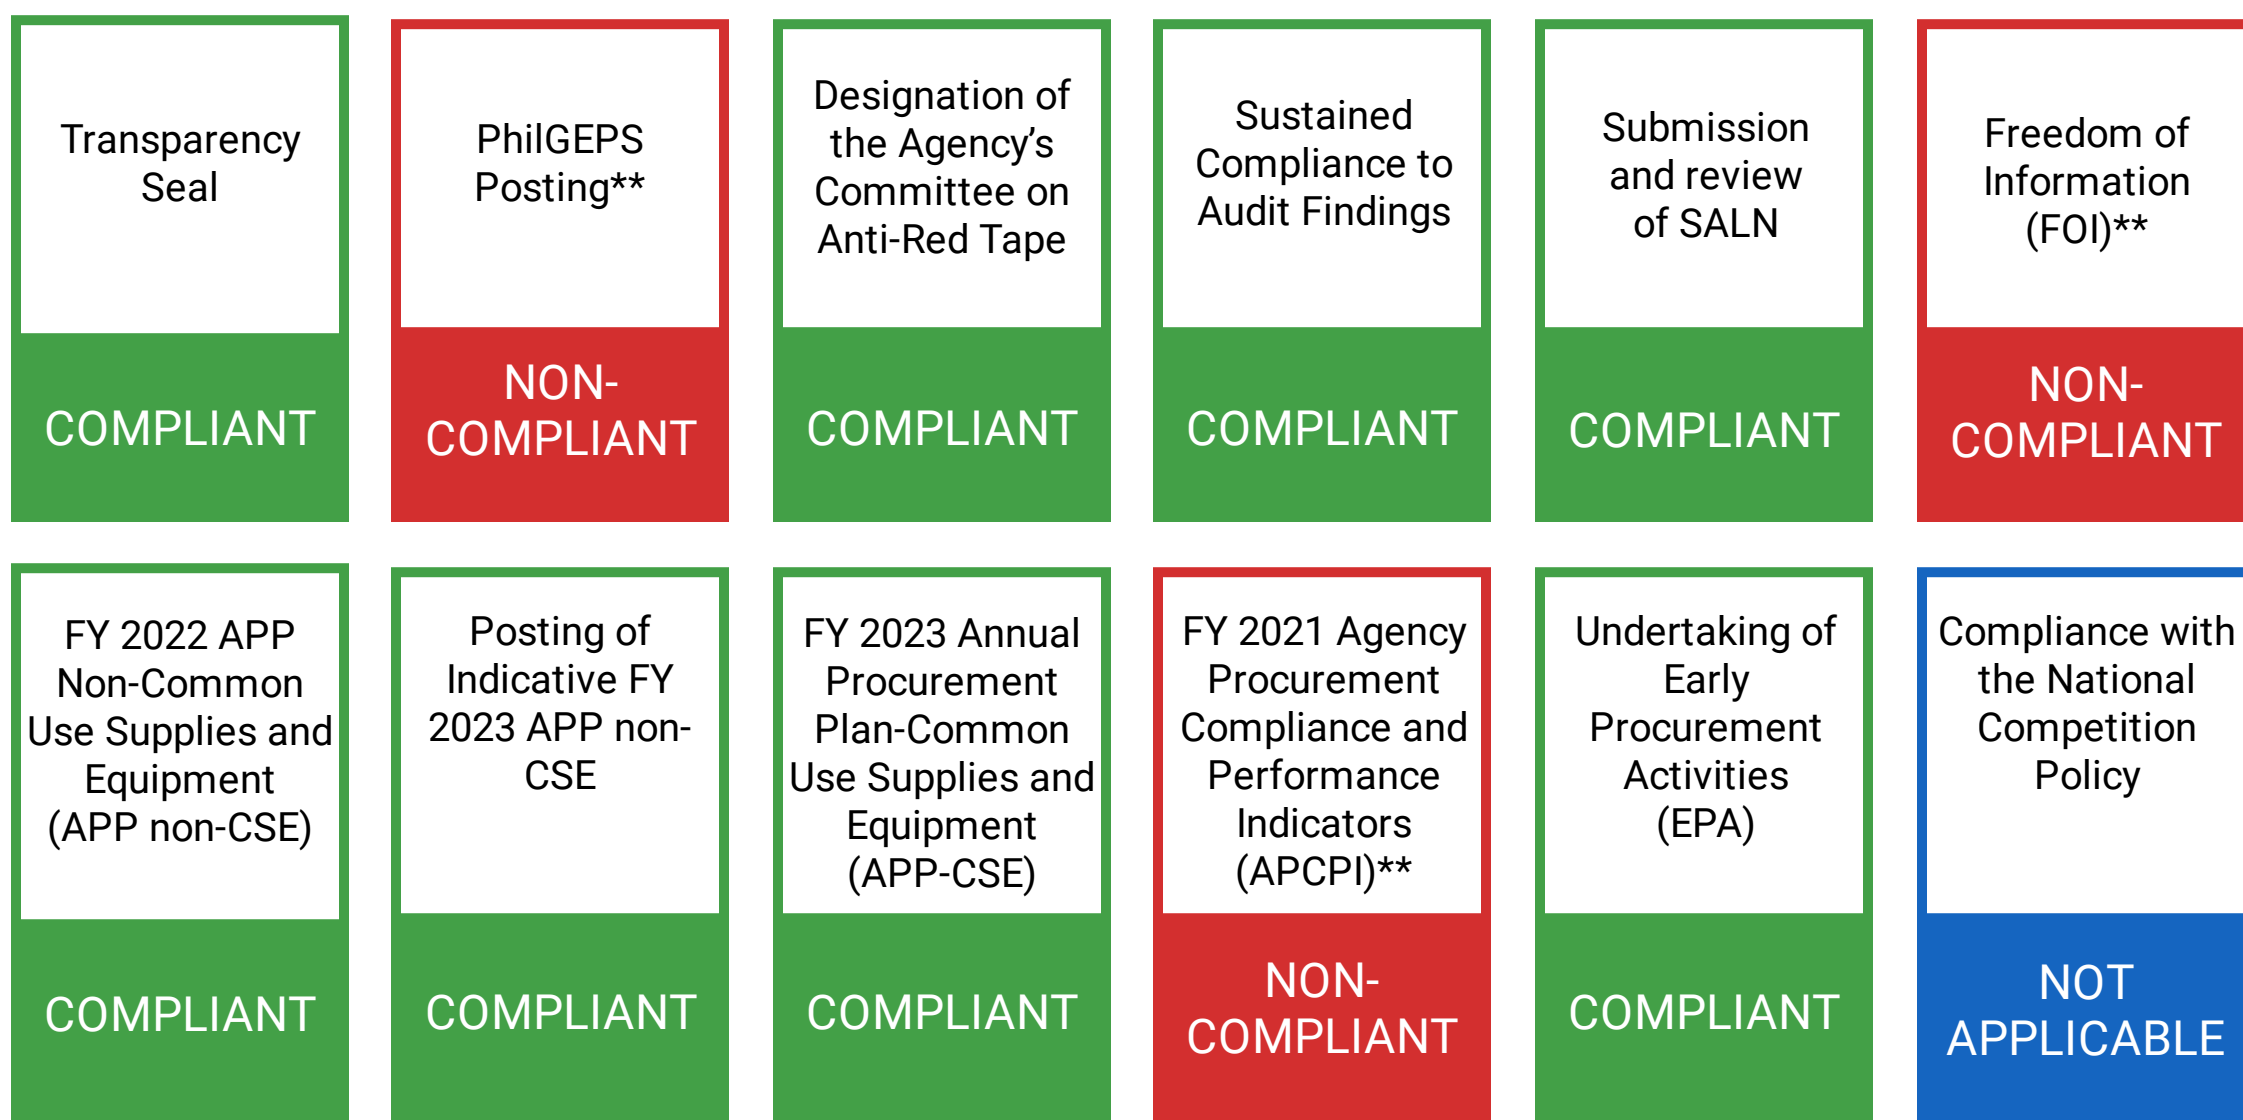 Transparency
Seal
COMPLIANT
PhilGEPS
Posting**
NON-
COMPLIANT
Designation of
the Agency’s
Committee on
Anti-Red Tape
COMPLIANT
Sustained
Compliance to
Audit Findings
COMPLIANT
Submission
and review
of SALN
COMPLIANT
Freedom of
Information
(FOI)**
NON-
COMPLIANT
FY 2022 APP
Non-Common
Use Supplies and
Equipment
(APP non-CSE)
COMPLIANT
Posting of
Indicative FY
2023 APP non-
CSE
COMPLIANT
FY 2023 Annual
Procurement
Plan-Common
Use Supplies and
Equipment
(APP-CSE)
COMPLIANT
FY 2021 Agency
Procurement
Compliance and
Performance
Indicators
(APCPI)**
NON-
COMPLIANT
Undertaking of
Early
Procurement
Activities
(EPA)
COMPLIANT
Compliance with
the National
Competition
Policy
NOT
APPLICABLE